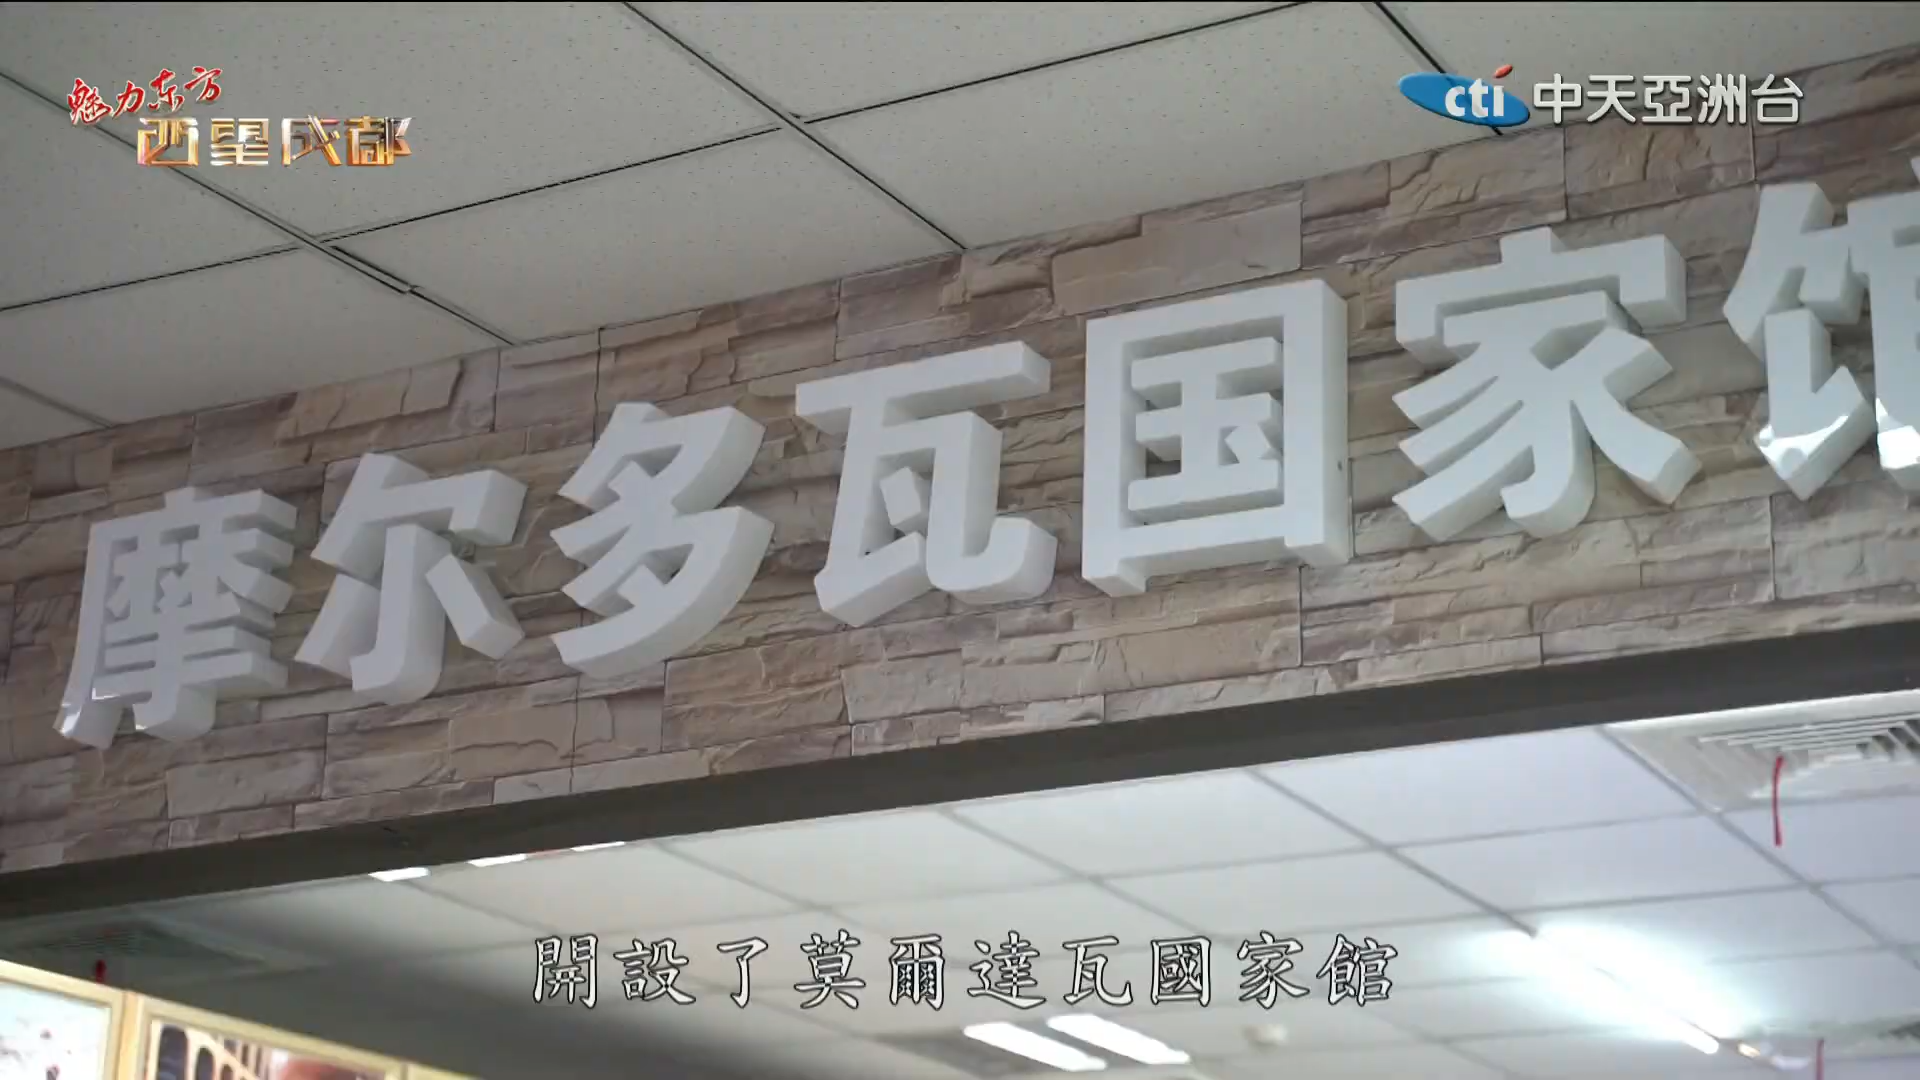 魅力东方
西望成都
cti 中天亞洲台
摩尔多瓦国家馆
開設了莫爾達瓦國家館